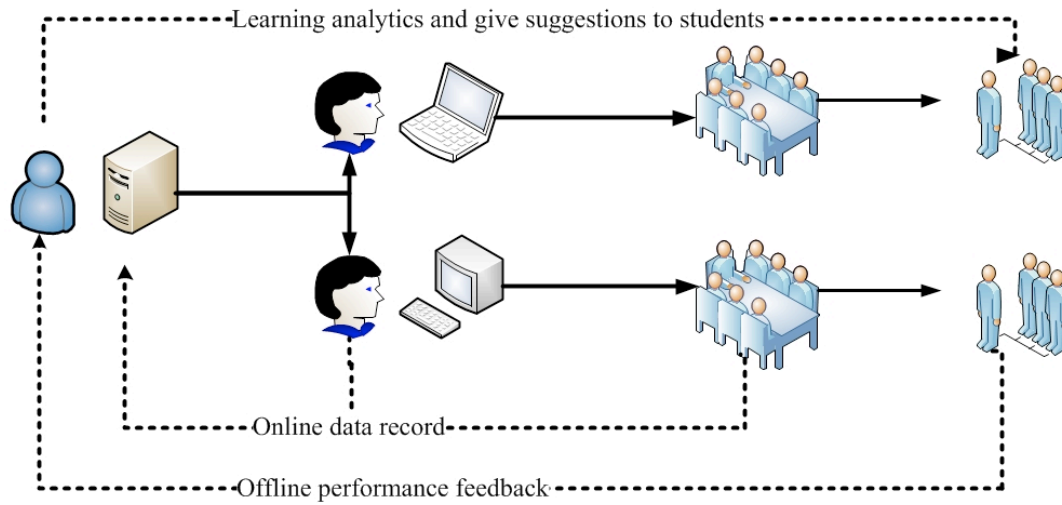 Learning analytics and give suggestions to students
Online data record
Offline performance feedback